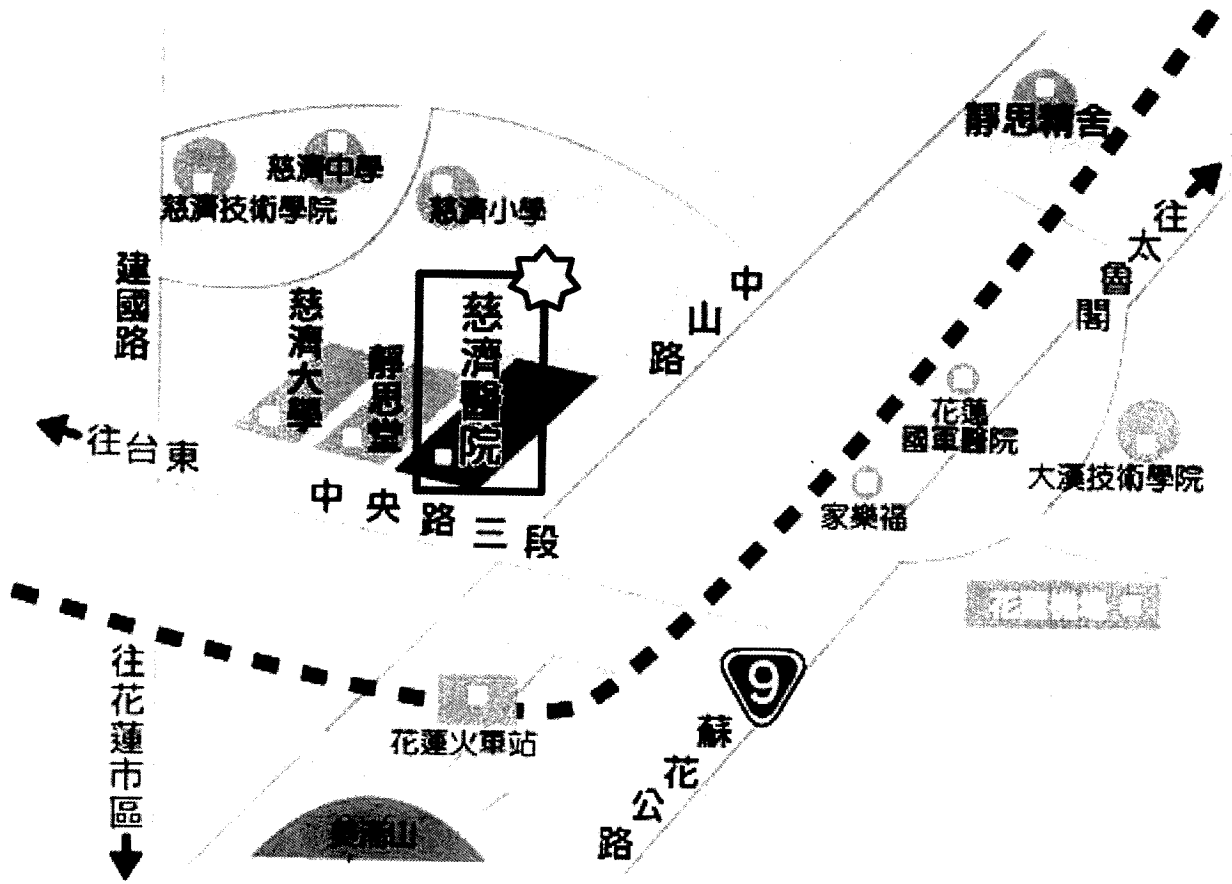 靜思精舍
慈濟中學
慈濟技術學院
慈濟小學
往太魯閣
建國路
慈濟大學
靜思堂
慈濟醫院
中山路
花蓮
國軍醫院
往台東
大漢技術學院
家樂福
中央路三段
9
往花蓮市區
花蓮火車站
蘇花公路